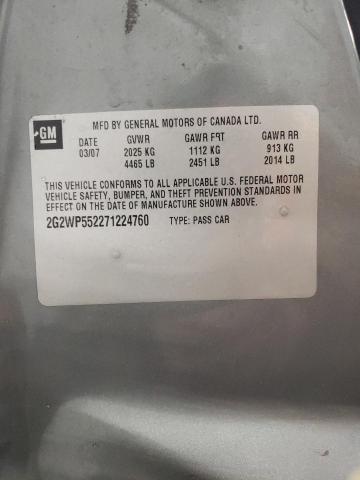 GM
MFD BY GENERAL MOTORS OF CANADA LTD.
DATE GVWR GAWR FRT GAWR RR
03/07 2025 KG 1112 KG 913 KG
4465 LB 2451 LB 2014 LB
THIS VEHICLE CONFORMS TO ALL APPLICABLE U.S. FEDERAL MOTOR
VEHICLE SAFETY, BUMPER, AND THEFT PREVENTION STANDARDS IN
EFFECT ON THE DATE OF MANUFACTURE SHOWN ABOVE.
2G2WP552271224760 TYPE: PASS CAR